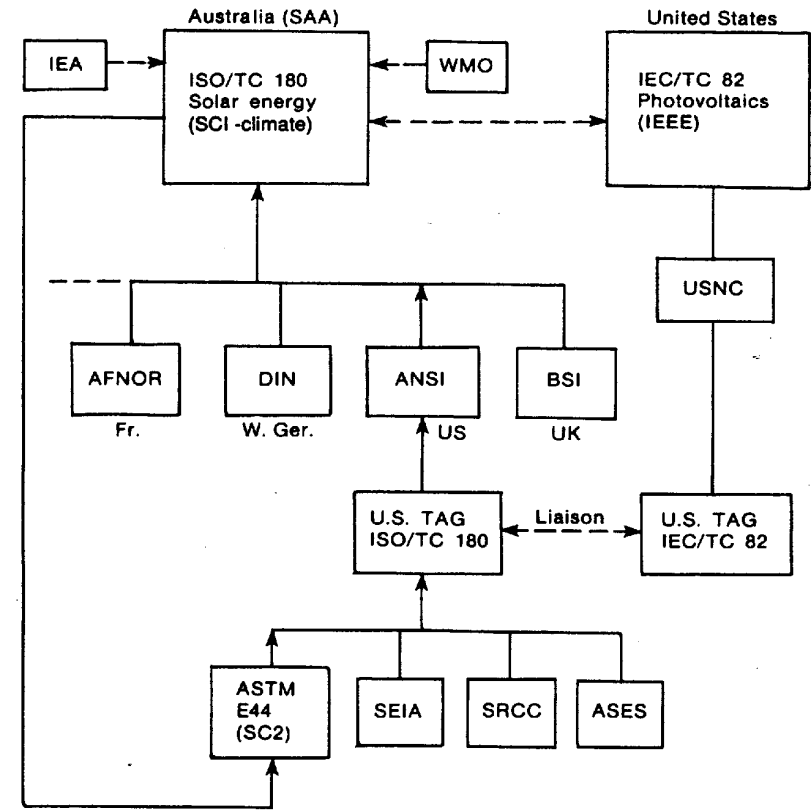 Australia (SAA)
United States
IEA
ISO/TC 180
Solar energy
(SCI-climate)
WMO
IEC/TC 82
Photovoltaics
(IEEE)
USNC
AFNOR
DIN
ANSI
BSI
Fr.
W. Ger.
US
UK
U.S. TAG
ISO/TC 180
Liaison
U.S. TAG
IEC/TC 82
ASTM
E44
(SC2)
SEIA
SRCC
ASES